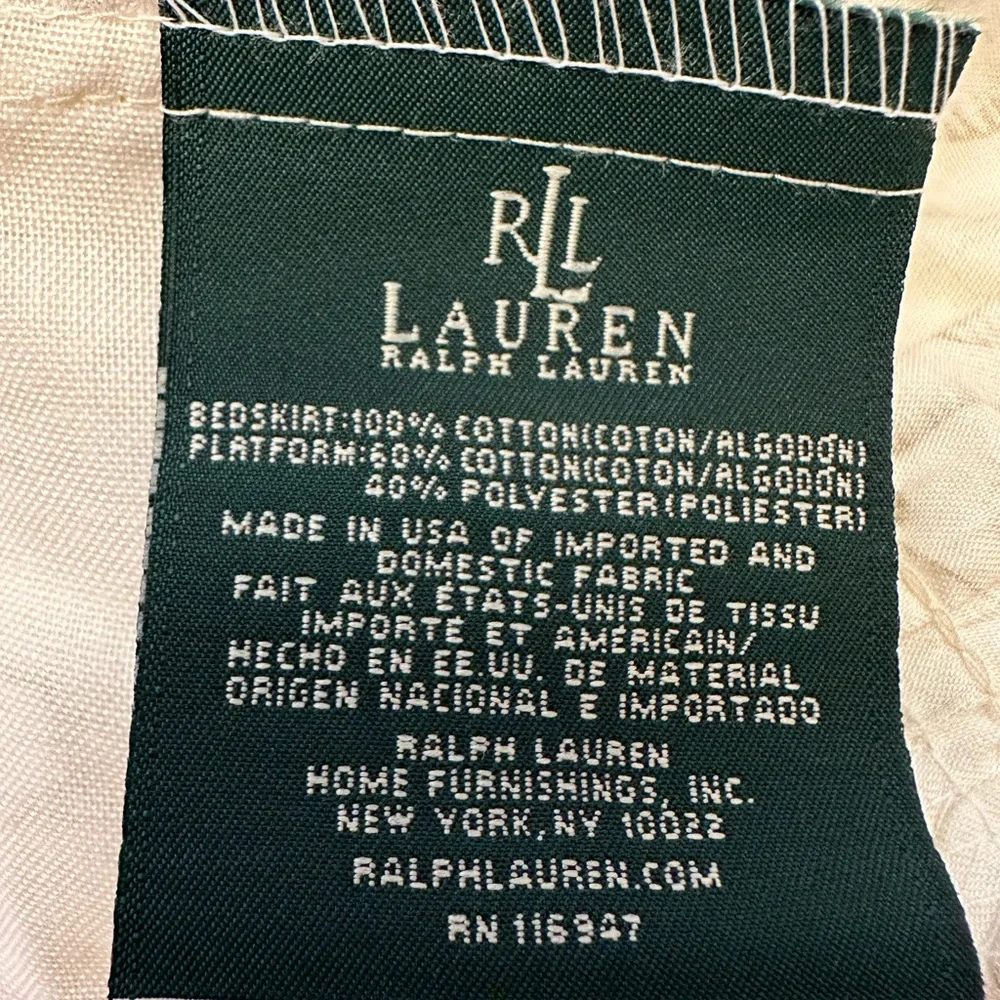 RLL
LAUREN
RALPH LAUREN
BEDSKIRT:100% COTTON(COTON/ALGODÓN)
PLATFORM:60% COTTON(COTON/ALGODÓN)
40% POLYESTER(POLIESTER)
MADE IN USA OF IMPORTED AND
DOMESTIC FABRIC
FAIT AUX ÉTATS-UNIS DE TISSU
IMPORTÉ ET AMÉRICAIN/
HECHO EN EE.UU. DE MATERIAL
ORIGEN NACIONAL E IMPORTADO
RALPH LAUREN
HOME FURNISHINGS, INC.
NEW YORK, NY 10022
RALPHLAUREN.COM
RN 116947